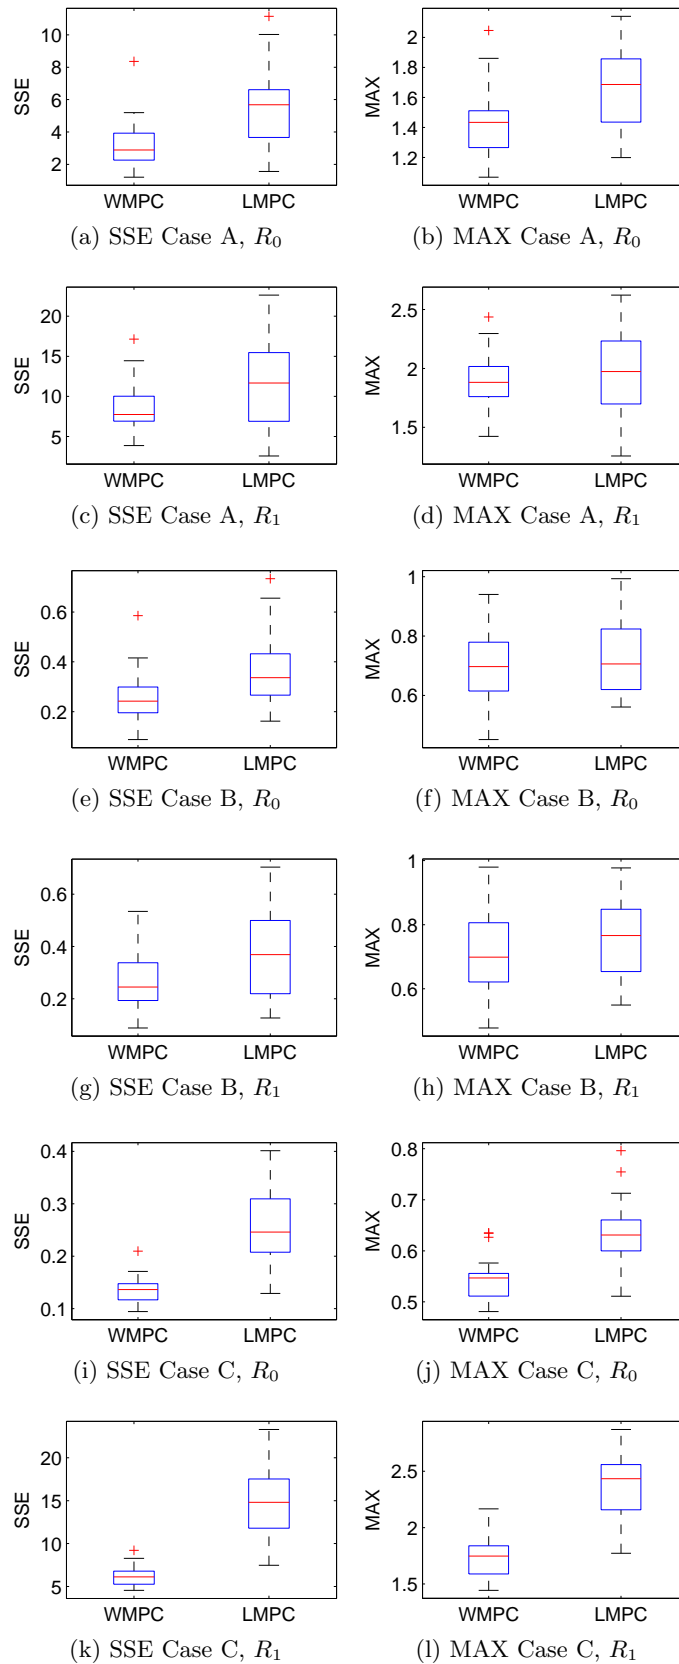 10
8
6
4
2
SSE
WMPC LMPC
(a) SSE Case A, R₀
2
1.8
1.6
1.4
1.2
MAX
WMPC LMPC
(b) MAX Case A, R₀
20
15
10
5
SSE
WMPC LMPC
(c) SSE Case A, R₁
2.5
2
1.5
MAX
WMPC LMPC
(d) MAX Case A, R₁
0.6
0.4
0.2
SSE
WMPC LMPC
(e) SSE Case B, R₀
1
0.8
0.6
MAX
WMPC LMPC
(f) MAX Case B, R₀
0.6
0.4
0.2
SSE
WMPC LMPC
(g) SSE Case B, R₁
1
0.8
0.6
MAX
WMPC LMPC
(h) MAX Case B, R₁
0.4
0.3
0.2
0.1
SSE
WMPC LMPC
(i) SSE Case C, R₀
0.8
0.7
0.6
0.5
MAX
WMPC LMPC
(j) MAX Case C, R₀
20
15
10
5
SSE
WMPC LMPC
(k) SSE Case C, R₁
2.5
2
1.5
MAX
WMPC LMPC
(l) MAX Case C, R₁